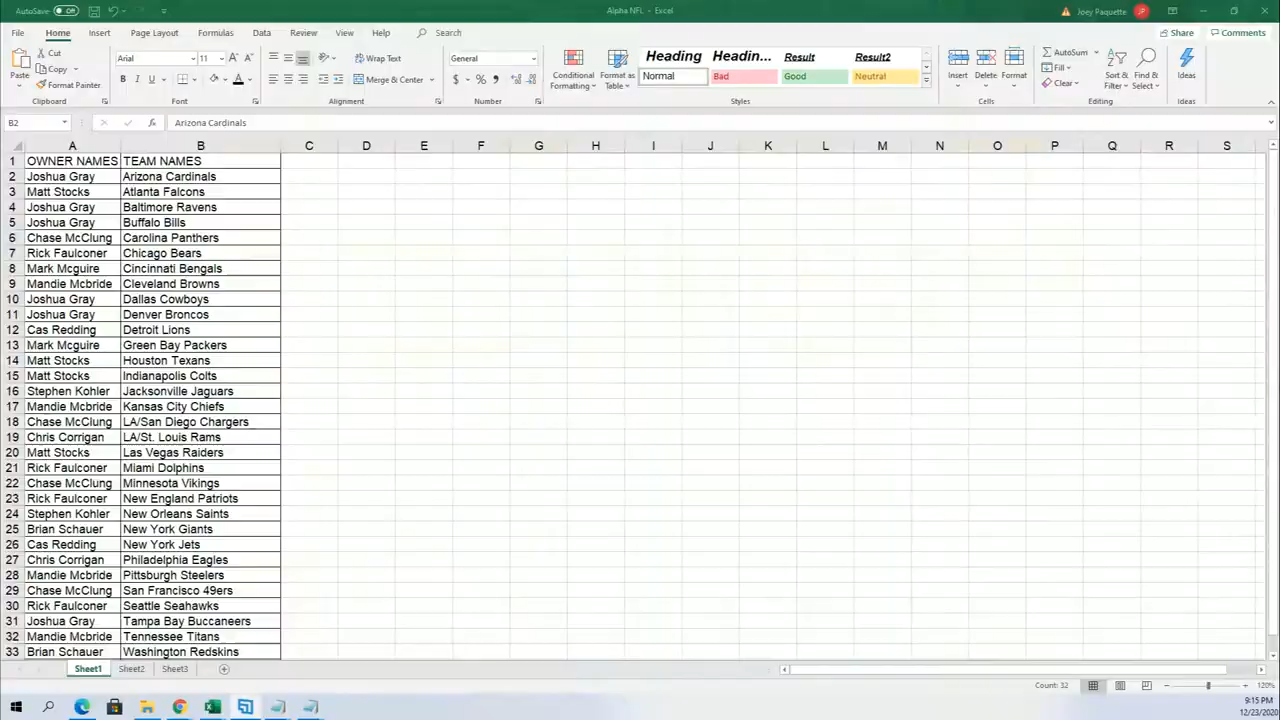 AutoSave Off Alpha NFL - Excel Joey Paquette JP
File Home Insert Page Layout Formulas Data Review View Help Search Share Comments
Paste Cut Copy Format Painter Clipboard
Arial 11 A A B I U A Font
Wrap Text Merge & Center Alignment
General $ % Number
Conditional Formatting Format as Table
Heading Headin... Result Result2
Normal Bad Good Neutral
Styles
Insert Delete Format Cells
AutoSum Fill Clear Sort & Filter Find & Select Editing
Ideas Ideas
B2 fx Arizona Cardinals
A B C D E F G H I J K L M N O P Q R S
1 OWNER NAMES TEAM NAMES
2 Joshua Gray Arizona Cardinals
3 Matt Stocks Atlanta Falcons
4 Joshua Gray Baltimore Ravens
5 Joshua Gray Buffalo Bills
6 Chase McClung Carolina Panthers
7 Rick Faulconer Chicago Bears
8 Mark Mcguire Cincinnati Bengals
9 Mandie Mcbride Cleveland Browns
10 Joshua Gray Dallas Cowboys
11 Joshua Gray Denver Broncos
12 Cas Redding Detroit Lions
13 Mark Mcguire Green Bay Packers
14 Matt Stocks Houston Texans
15 Matt Stocks Indianapolis Colts
16 Stephen Kohler Jacksonville Jaguars
17 Mandie Mcbride Kansas City Chiefs
18 Chase McClung LA/San Diego Chargers
19 Chris Corrigan LA/St. Louis Rams
20 Matt Stocks Las Vegas Raiders
21 Rick Faulconer Miami Dolphins
22 Chase McClung Minnesota Vikings
23 Rick Faulconer New England Patriots
24 Stephen Kohler New Orleans Saints
25 Brian Schauer New York Giants
26 Cas Redding New York Jets
27 Chris Corrigan Philadelphia Eagles
28 Mandie Mcbride Pittsburgh Steelers
29 Chase McClung San Francisco 49ers
30 Rick Faulconer Seattle Seahawks
31 Joshua Gray Tampa Bay Buccaneers
32 Mandie Mcbride Tennessee Titans
33 Brian Schauer Washington Redskins
Sheet1 Sheet2 Sheet3
Count: 32 120%
9:15 PM
12/23/2020